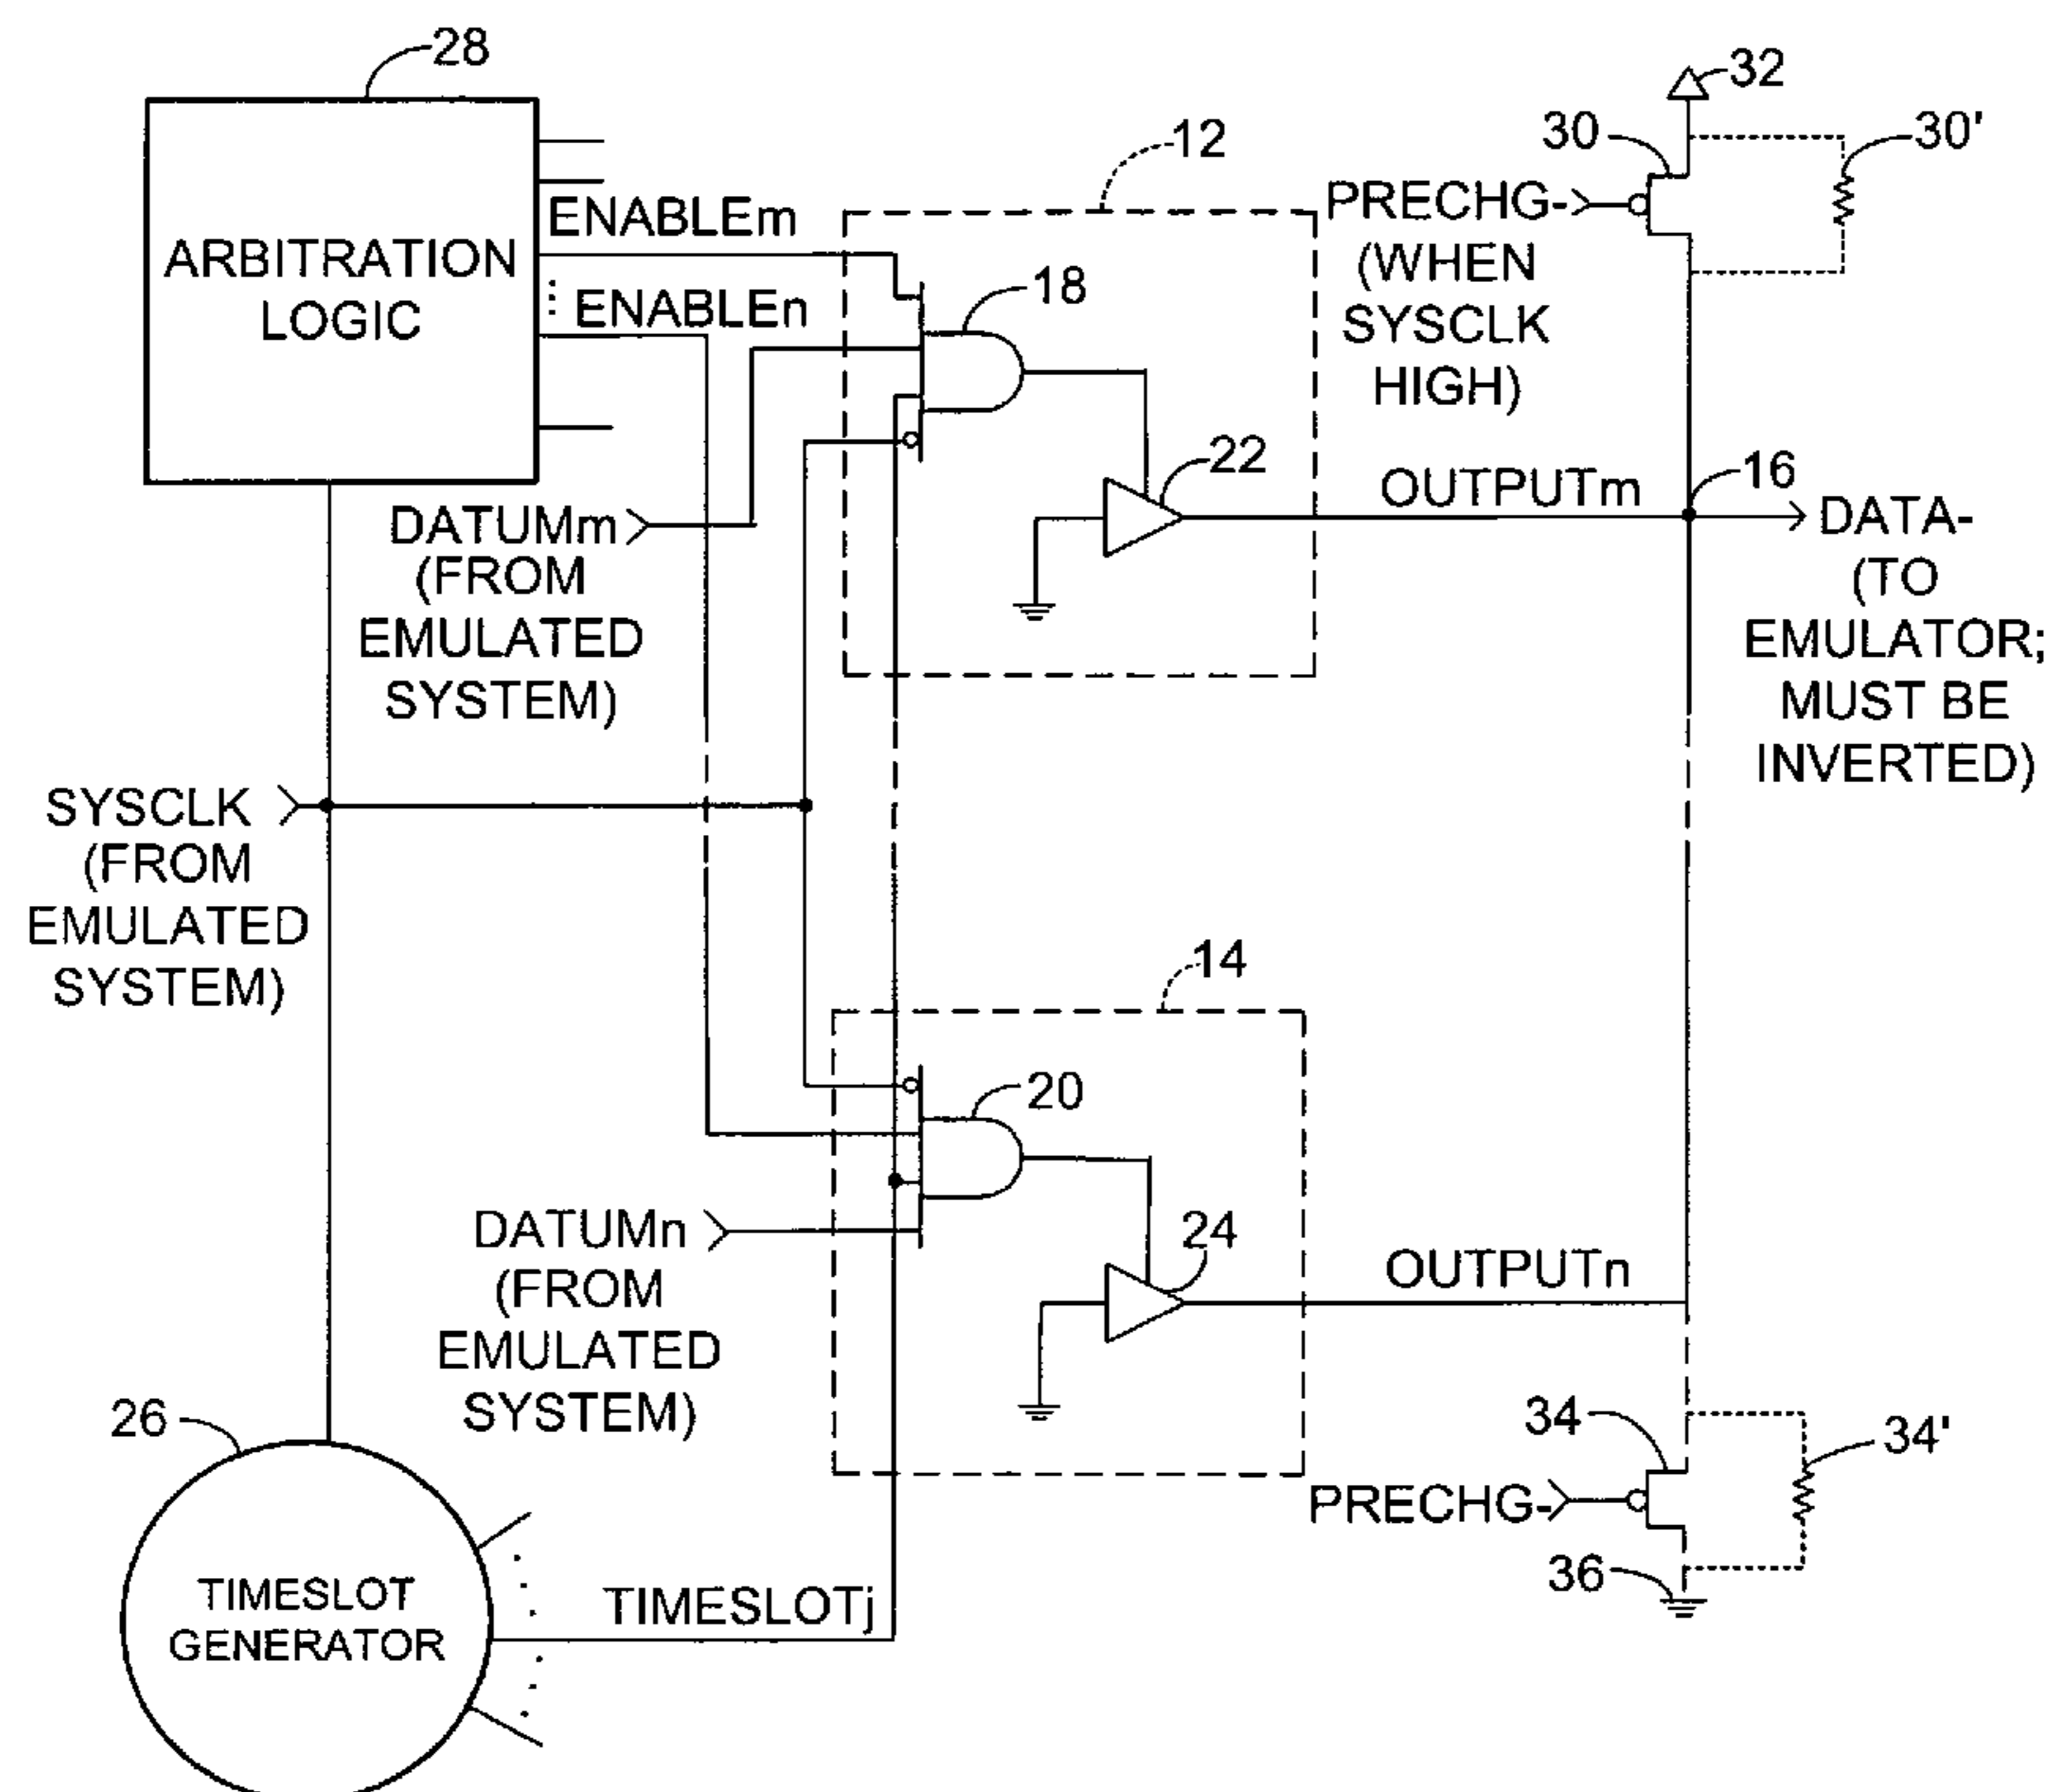 28
32
30
30'
12
PRECHG-
(WHEN
SYSCLK
HIGH)
ENABLEm
ARBITRATION
LOGIC
ENABLEn
18
22
OUTPUTm
16
DATUMm
(FROM
EMULATED
SYSTEM)
DATA-
(TO
EMULATOR;
MUST BE
INVERTED)
SYSCLK
(FROM
EMULATED
SYSTEM)
14
20
DATUMn
(FROM
EMULATED
SYSTEM)
24
OUTPUTn
26
34
34'
PRECHG-
36
TIMESLOT
GENERATOR
TIMESLOTj